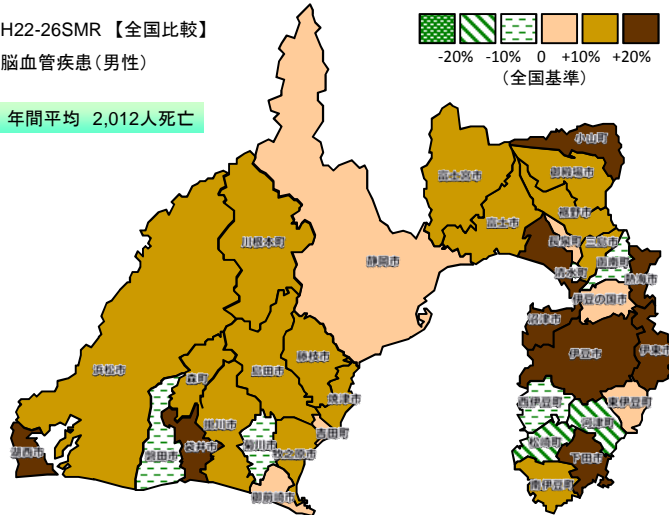 H22-26SMR 【全国比較】
脳血管疾患(男性)
年間平均 2,012人死亡
-20% -10% 0 +10% +20%
(全国基準)
小山町
御殿場市
富士宮市
裾野市
富士市
長泉町
三島市
川根本町
静岡市
函南町
清水町
熱海市
伊豆の国市
沼津市
伊豆市
伊東市
藤枝市
島田市
浜松市
森町
焼津市
西伊豆町
東伊豆町
掛川市
吉田町
河津町
湖西市
磐田市
袋井市
菊川市
牧之原市
松崎町
下田市
南伊豆町
御前崎市